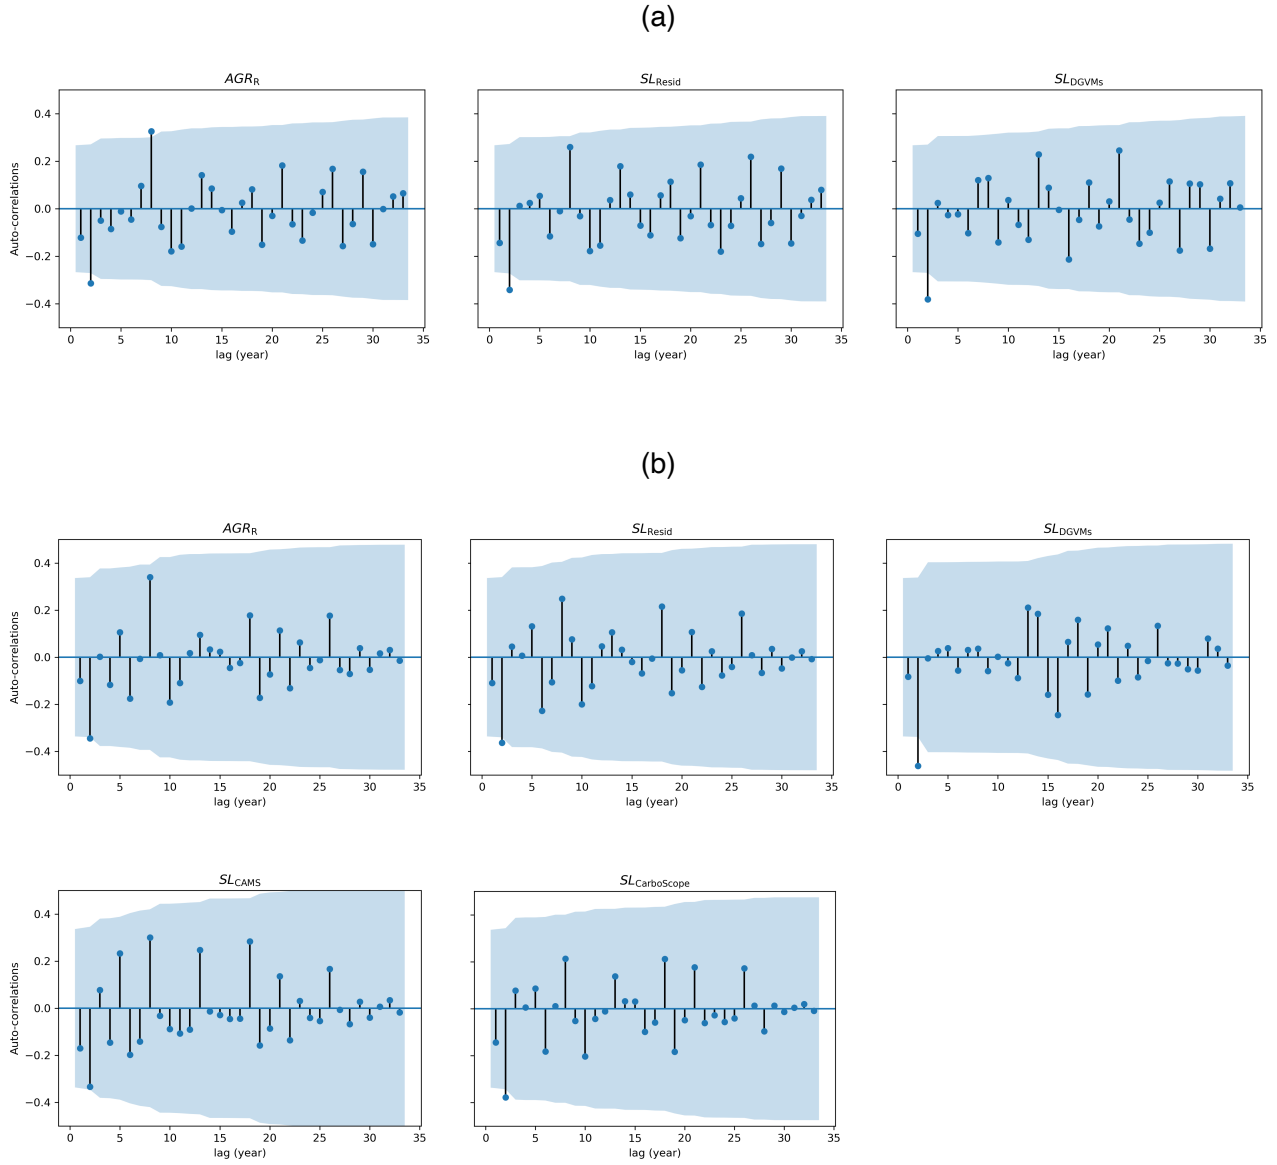 (a)
AGR_R
SL_Resid
SL_DGVMs
Auto-correlations
0.4
0.2
0.0
−0.2
−0.4
0 5 10 15 20 25 30 35
0 5 10 15 20 25 30 35
0 5 10 15 20 25 30 35
lag (year)
lag (year)
lag (year)
(b)
AGR_R
SL_Resid
SL_DGVMs
Auto-correlations
0.4
0.2
0.0
−0.2
−0.4
0 5 10 15 20 25 30 35
0 5 10 15 20 25 30 35
0 5 10 15 20 25 30 35
lag (year)
lag (year)
lag (year)
SL_CAMS
SL_CarboScope
Auto-correlations
0.4
0.2
0.0
−0.2
−0.4
0 5 10 15 20 25 30 35
0 5 10 15 20 25 30 35
lag (year)
lag (year)